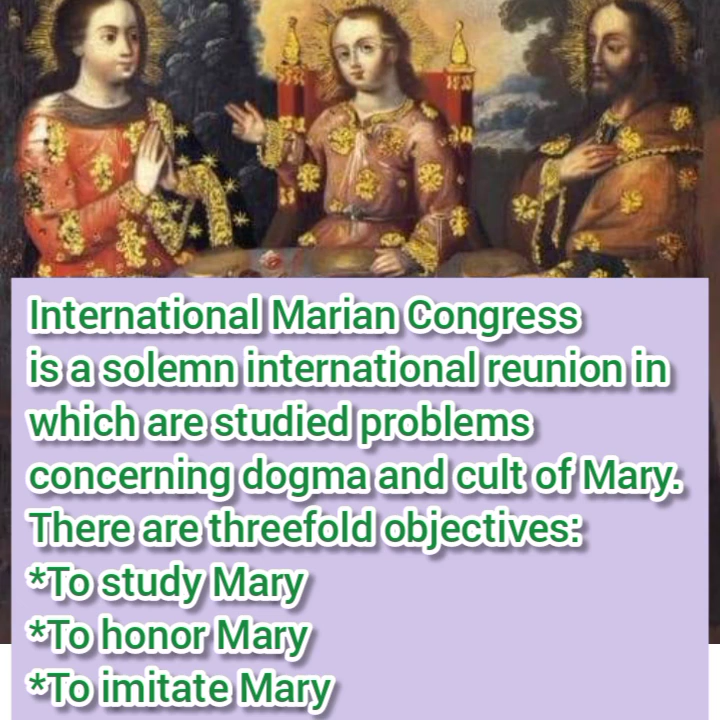 International Marian Congress
is a solemn international reunion in
which are studied problems
concerning dogma and cult of Mary.
There are threefold objectives:
*To study Mary
*To honor Mary
*To imitate Mary